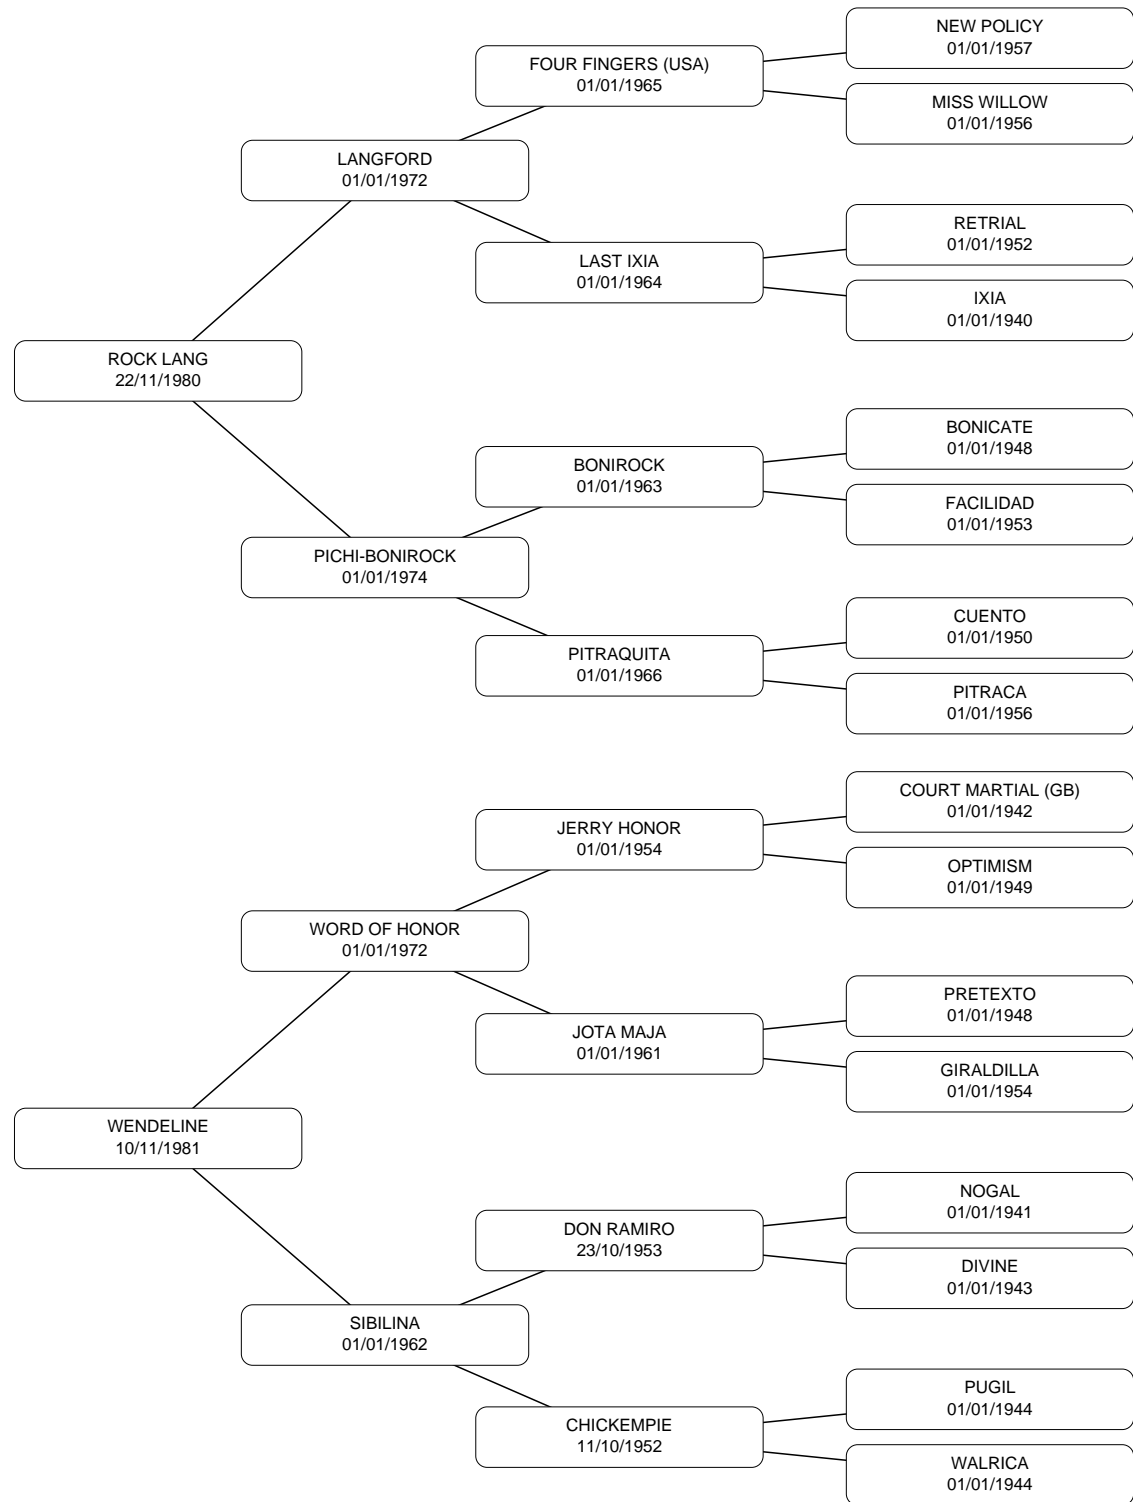 NEW POLICY
01/01/1957
FOUR FINGERS (USA)
01/01/1965
MISS WILLOW
01/01/1956
LANGFORD
01/01/1972
RETRIAL
01/01/1952
LAST IXIA
01/01/1964
IXIA
01/01/1940
ROCK LANG
22/11/1980
BONICATE
01/01/1948
BONIROCK
01/01/1963
FACILIDAD
01/01/1953
PICHI-BONIROCK
01/01/1974
CUENTO
01/01/1950
PITRAQUITA
01/01/1966
PITRACA
01/01/1956
COURT MARTIAL (GB)
01/01/1942
JERRY HONOR
01/01/1954
OPTIMISM
01/01/1949
WORD OF HONOR
01/01/1972
PRETEXTO
01/01/1948
JOTA MAJA
01/01/1961
GIRALDILLA
01/01/1954
WENDELINE
10/11/1981
NOGAL
01/01/1941
DON RAMIRO
23/10/1953
DIVINE
01/01/1943
SIBILINA
01/01/1962
PUGIL
01/01/1944
CHICKEMPIE
11/10/1952
WALRICA
01/01/1944